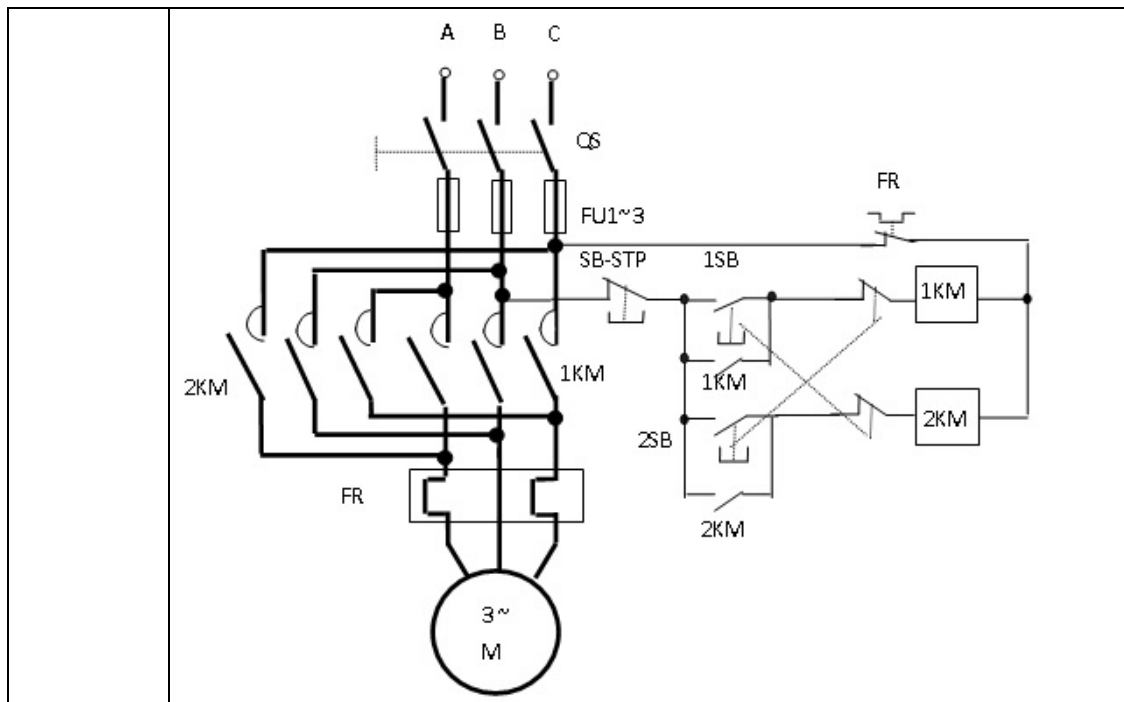 A B C
QS
FR
FU1~3
SB-STP 1SB
1KM
2KM 1KM 1KM
2SB 2KM
FR
2KM
3~
M